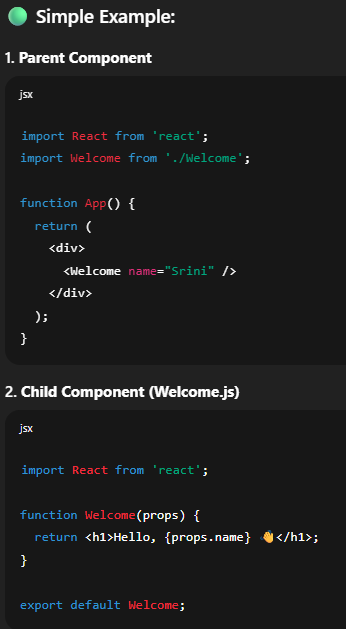 🟢 Simple Example:
1. Parent Component
jsx
import React from 'react';
import Welcome from './Welcome';
function App() {
  return (
    <div>
      <Welcome name="Srini" />
    </div>
  );
}
2. Child Component (Welcome.js)
jsx
import React from 'react';
function Welcome(props) {
  return <h1>Hello, {props.name} 👋</h1>;
}
export default Welcome;